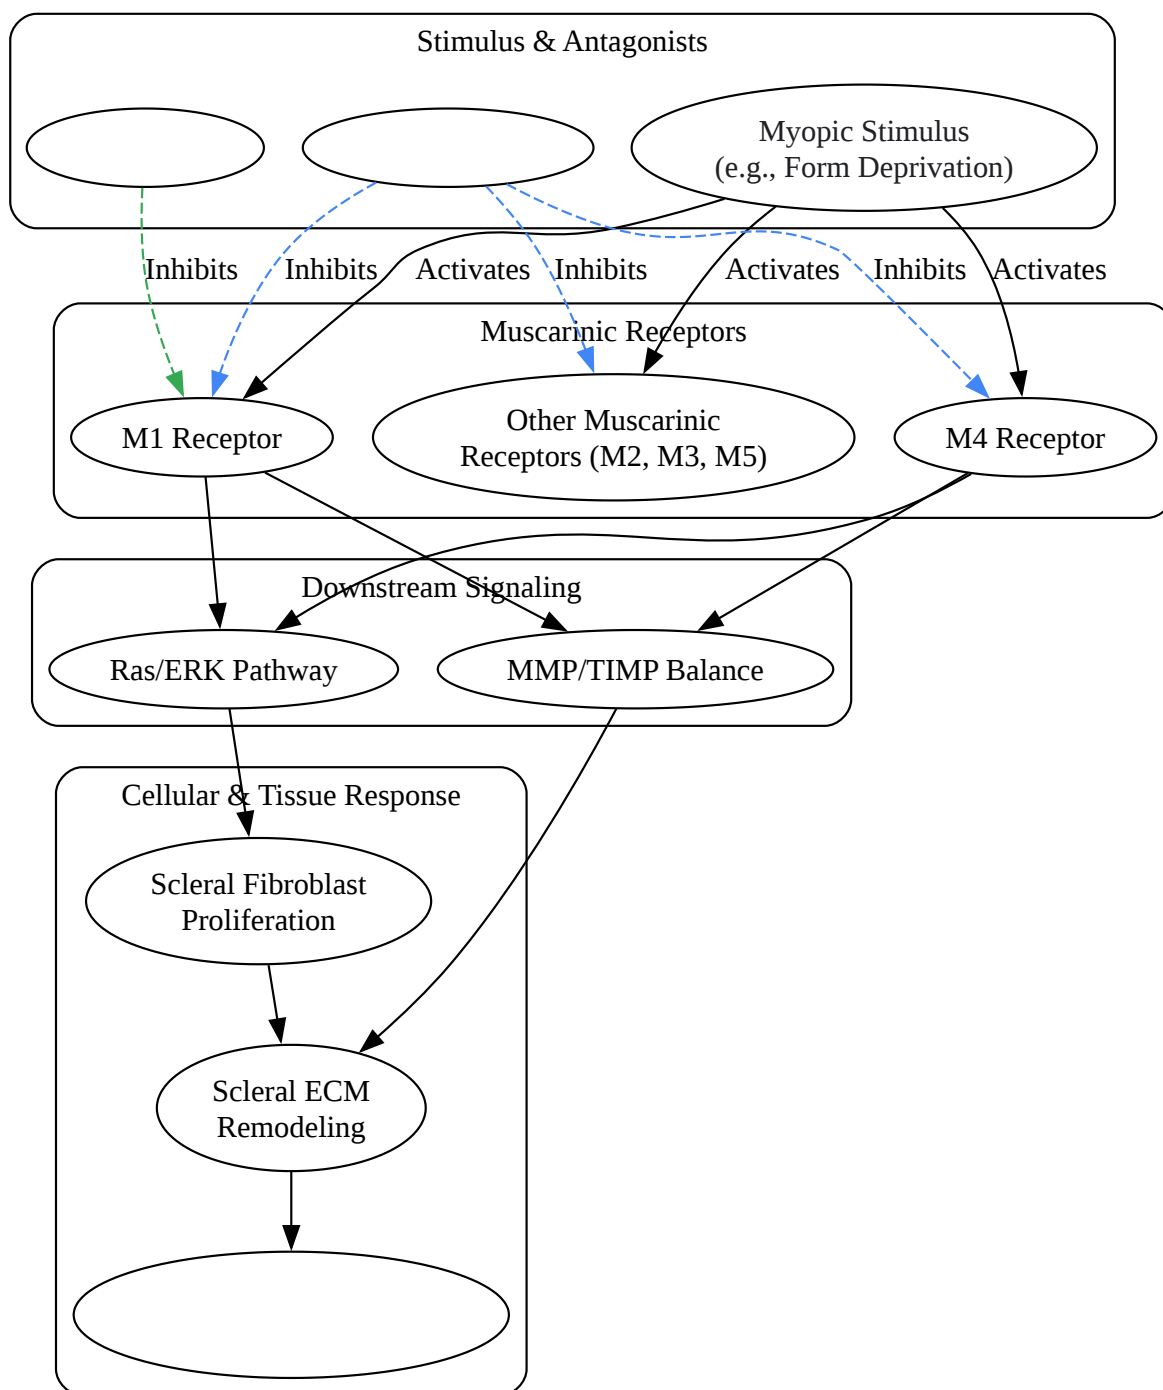 Stimulus & Antagonists
Myopic Stimulus
(e.g., Form Deprivation)
Inhibits
Inhibits
Activates
Inhibits
Activates
Inhibits
Activates
Muscarinic Receptors
M1 Receptor
Other Muscarinic
Receptors (M2, M3, M5)
M4 Receptor
Downstream Signaling
Ras/ERK Pathway
MMP/TIMP Balance
Cellular & Tissue Response
Scleral Fibroblast
Proliferation
Scleral ECM
Remodeling